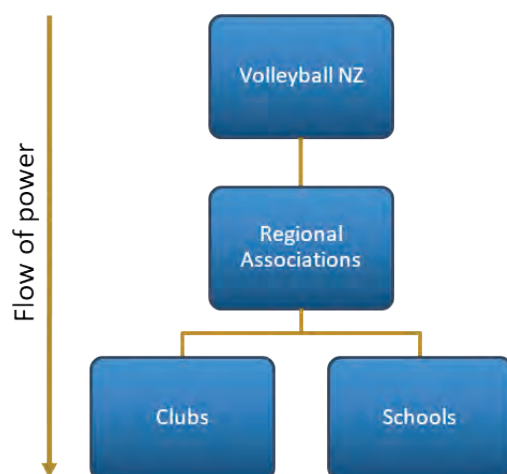 Volleyball NZ
Flow of power
Regional
Associations
Clubs
Schools